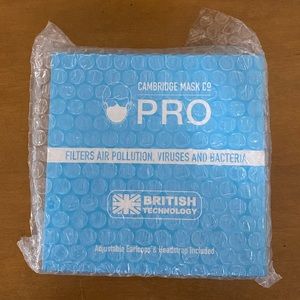 CAMBRIDGE MASK CO
PRO
FILTERS AIR POLLUTION, VIRUSES AND BACTERIA
BRITISH
TECHNOLOGY
Adjustable Earloops & Headstrap Included